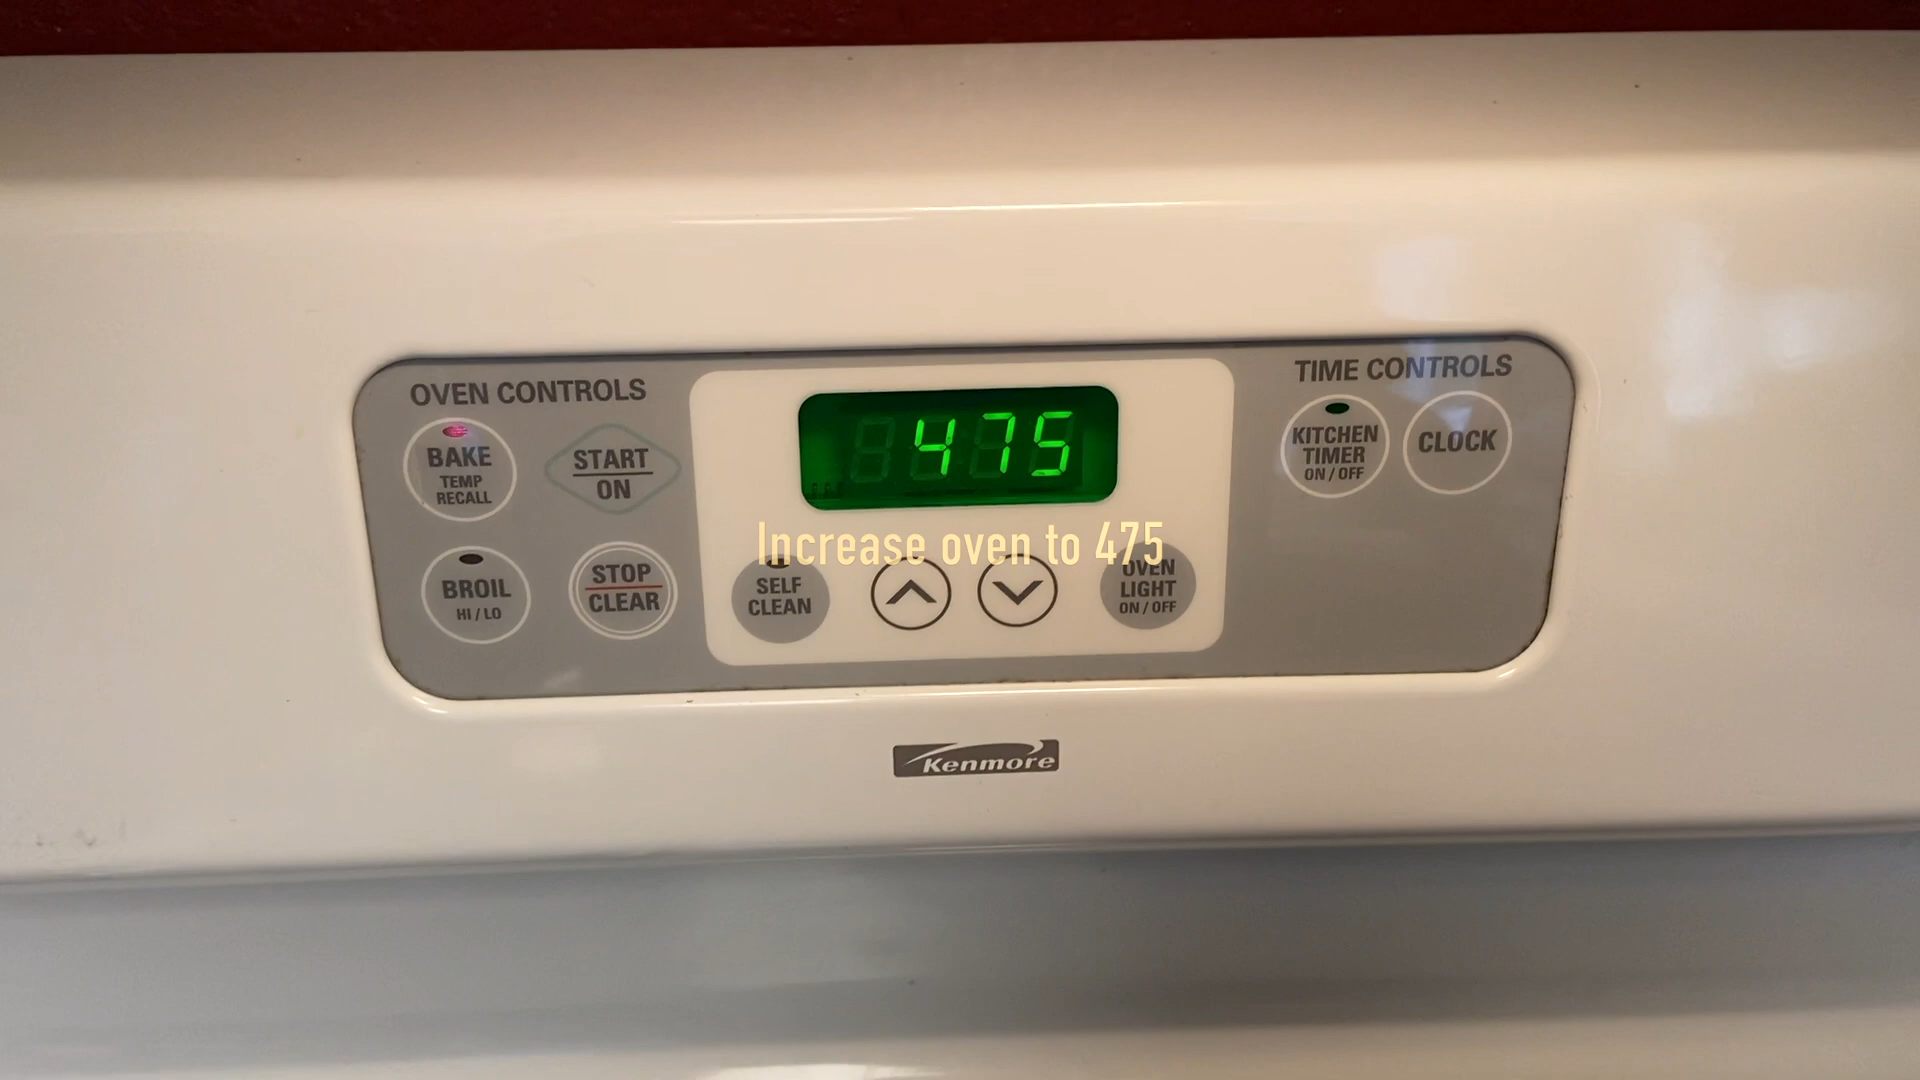 OVEN CONTROLS
BAKE
TEMP
RECALL
START
ON
BROIL
HI / LO
STOP
CLEAR
475
Increase oven to 475
SELF
CLEAN
OVEN
LIGHT
ON / OFF
TIME CONTROLS
KITCHEN
TIMER
ON / OFF
CLOCK
Kenmore